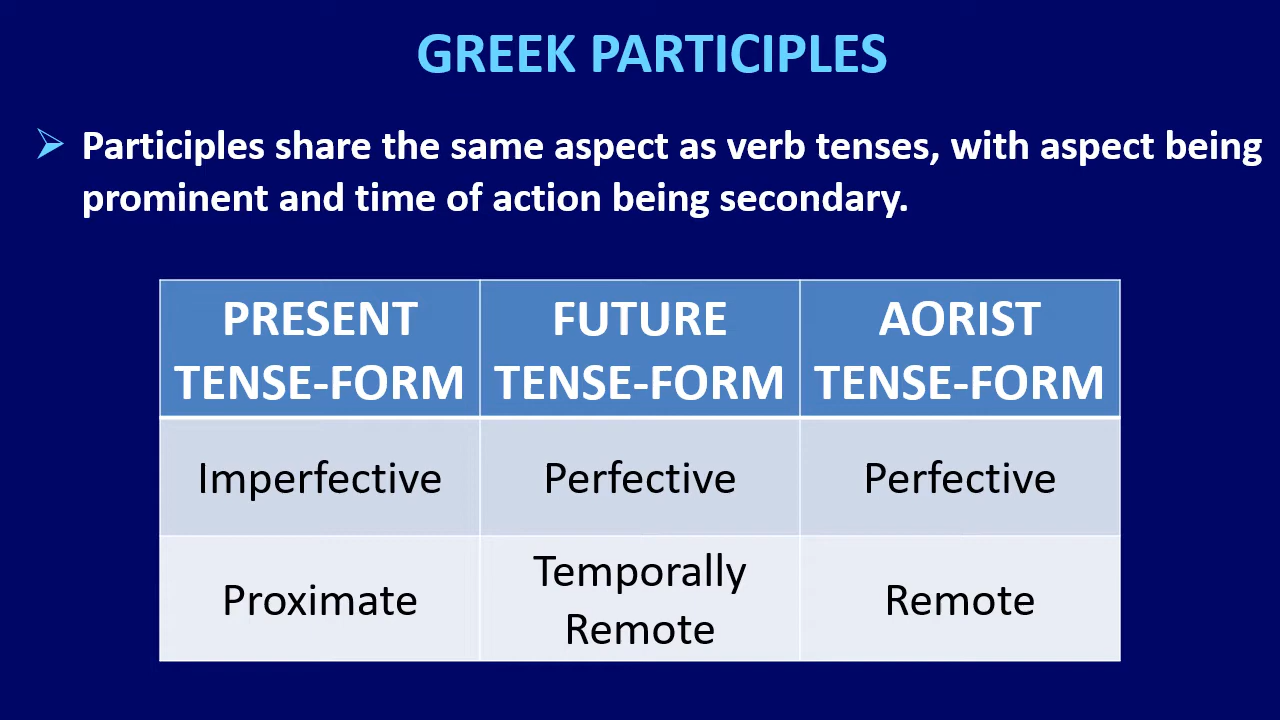 GREEK PARTICIPLES
Participles share the same aspect as verb tenses, with aspect being
prominent and time of action being secondary.
PRESENT TENSE-FORM
FUTURE TENSE-FORM
AORIST TENSE-FORM
Imperfective
Perfective
Perfective
Proximate
Temporally Remote
Remote